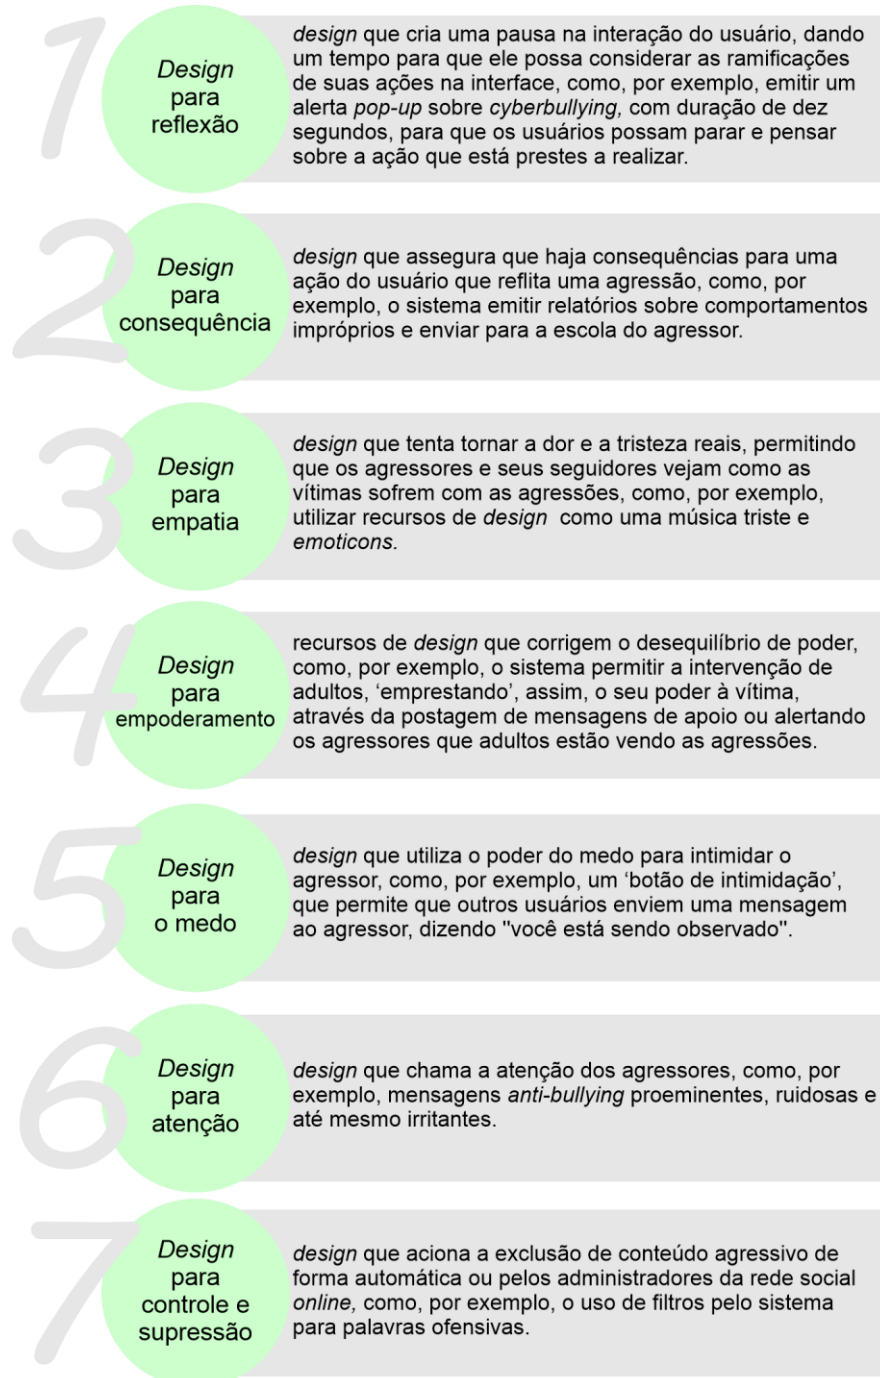 1
Design
para
reflexão
design que cria uma pausa na interação do usuário, dando
um tempo para que ele possa considerar as ramificações
de suas ações na interface, como, por exemplo, emitir um
alerta pop-up sobre cyberbullying, com duração de dez
segundos, para que os usuários possam parar e pensar
sobre a ação que está prestes a realizar.
2
Design
para
consequência
design que assegura que haja consequências para uma
ação do usuário que reflita uma agressão, como, por
exemplo, o sistema emitir relatórios sobre comportamentos
impróprios e enviar para a escola do agressor.
3
Design
para
empatia
design que tenta tornar a dor e a tristeza reais, permitindo
que os agressores e seus seguidores vejam como as
vítimas sofrem com as agressões, como, por exemplo,
utilizar recursos de design como uma música triste e
emoticons.
4
Design
para
empoderamento
recursos de design que corrigem o desequilíbrio de poder,
como, por exemplo, o sistema permitir a intervenção de
adultos, ‘emprestando’, assim, o seu poder à vítima,
através da postagem de mensagens de apoio ou alertando
os agressores que adultos estão vendo as agressões.
5
Design
para
o medo
design que utiliza o poder do medo para intimidar o
agressor, como, por exemplo, um ‘botão de intimidação’,
que permite que outros usuários enviem uma mensagem
ao agressor, dizendo "você está sendo observado".
6
Design
para
atenção
design que chama a atenção dos agressores, como, por
exemplo, mensagens anti-bullying proeminentes, ruidosas e
até mesmo irritantes.
7
Design
para
controle e
supressão
design que aciona a exclusão de conteúdo agressivo de
forma automática ou pelos administradores da rede social
online, como, por exemplo, o uso de filtros pelo sistema
para palavras ofensivas.